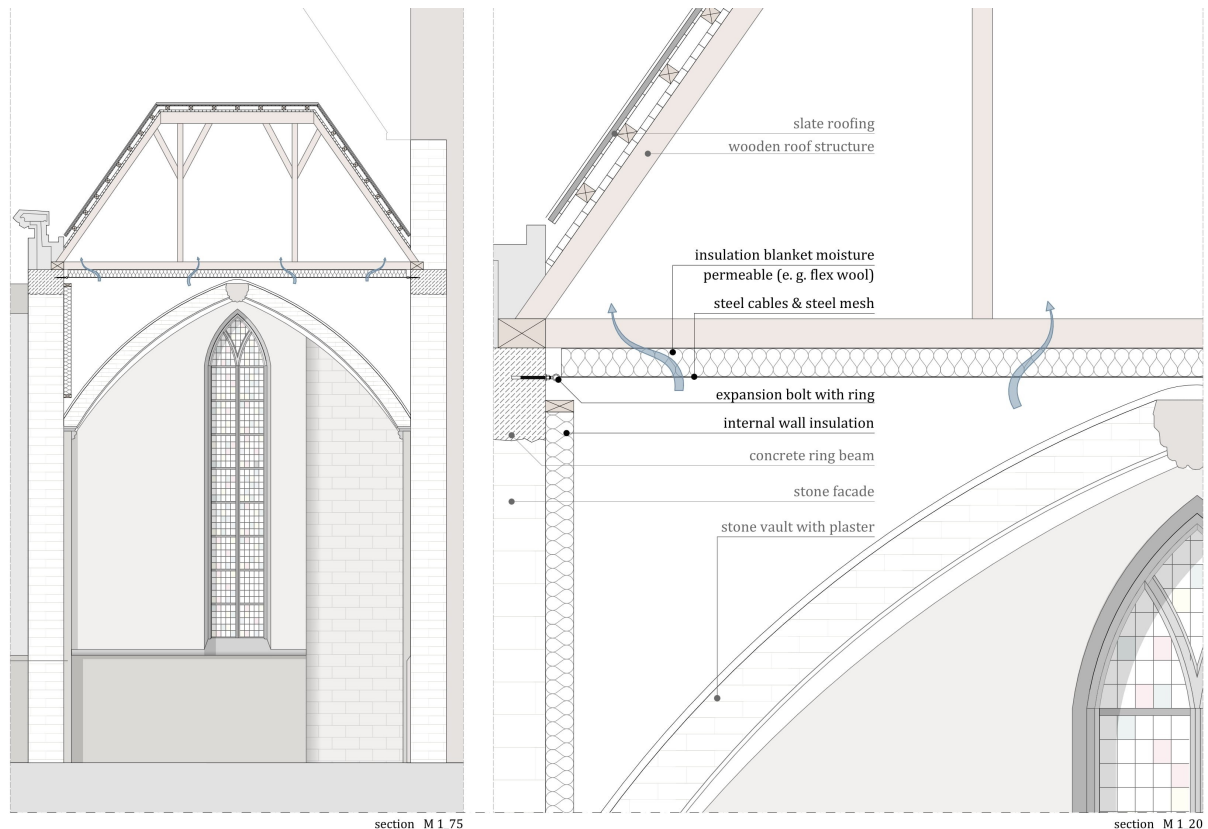 slate roofing
wooden roof structure
insulation blanket moisture
permeable (e. g. flex wool)
steel cables & steel mesh
expansion bolt with ring
internal wall insulation
concrete ring beam
stone facade
stone vault with plaster
section M 1 75
section M 1 20